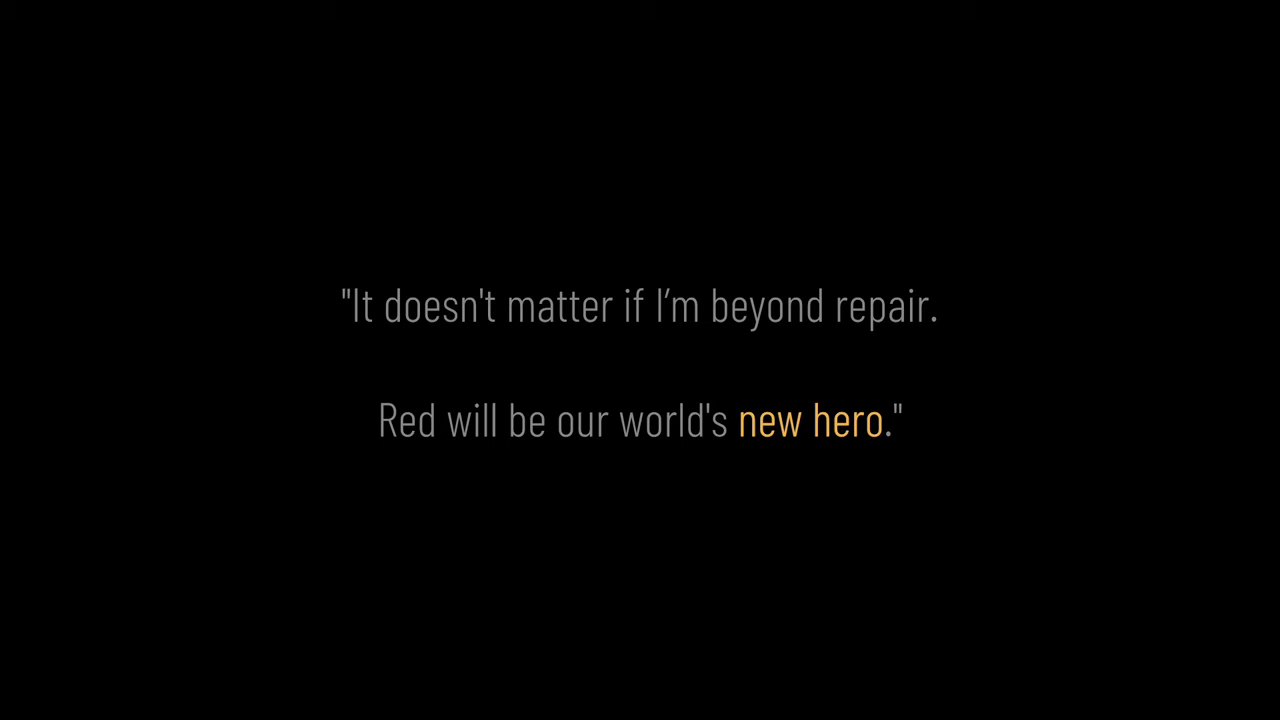 "It doesn't matter if I’m beyond repair.
Red will be our world's new hero."